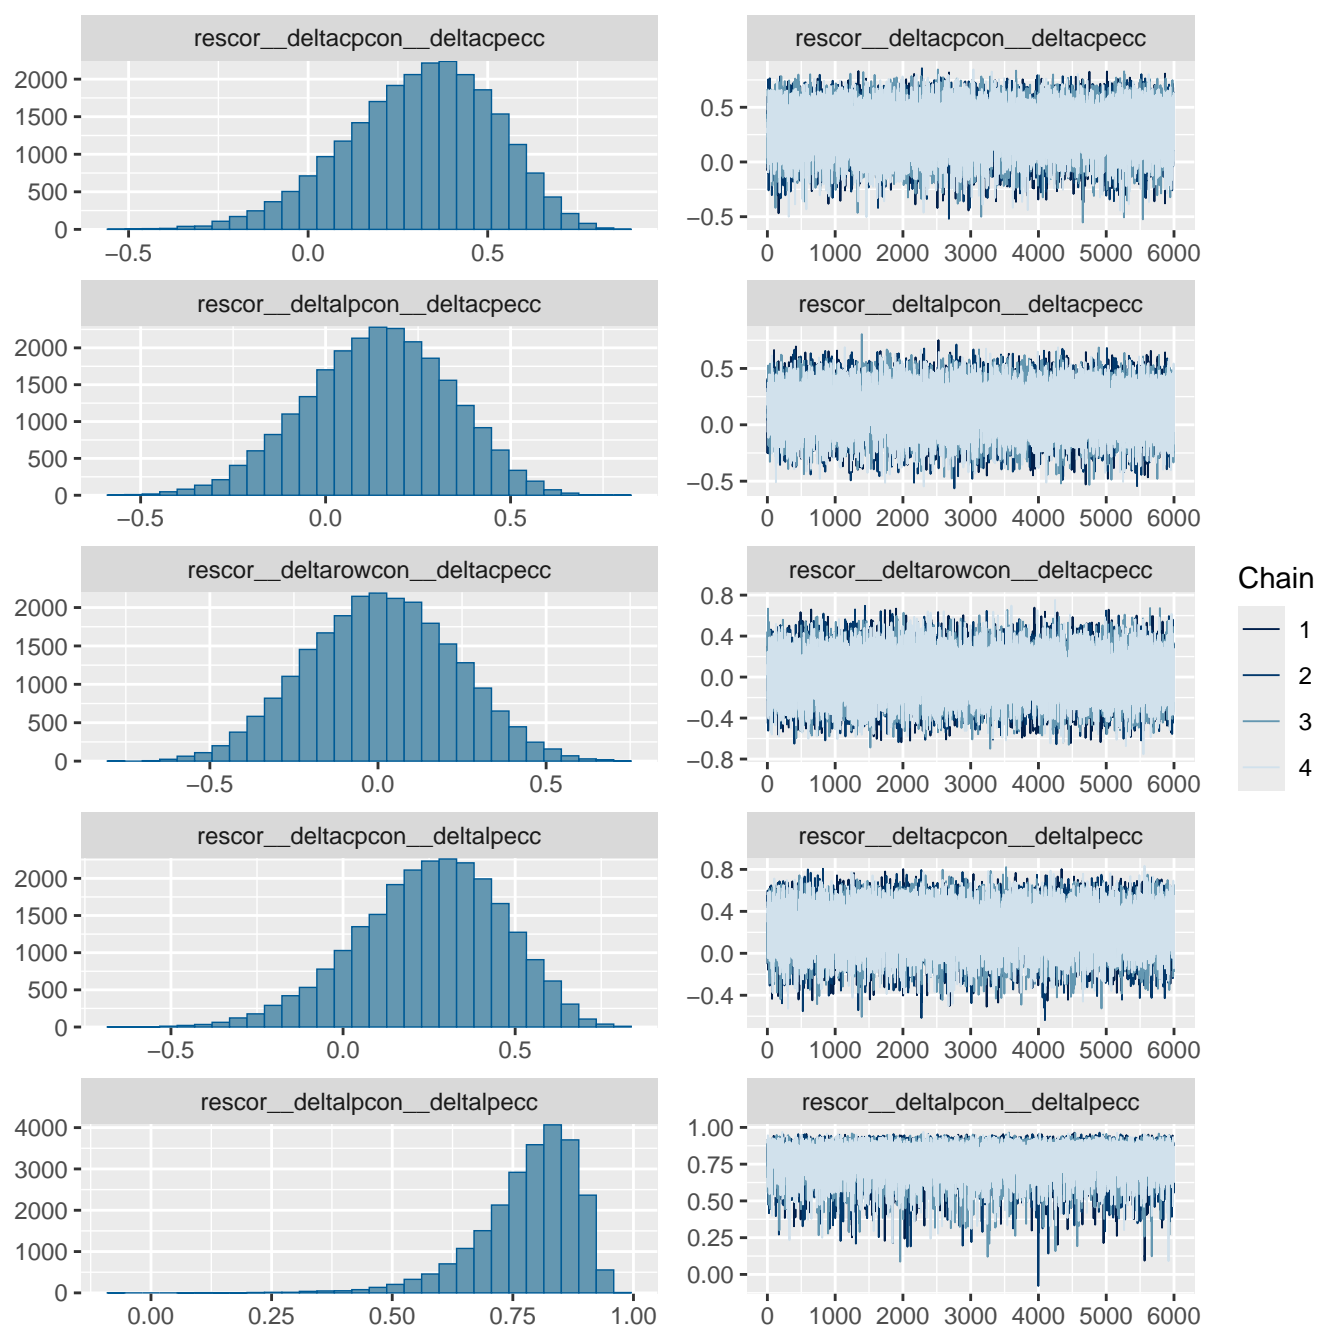 rescor__deltacpcon__deltacpecc
2000
1500
1000
500
0
−0.5 0.0 0.5
rescor__deltacpcon__deltacpecc
0.5
0.0
−0.5
0 1000 2000 3000 4000 5000 6000
rescor__deltalpcon__deltacpecc
2000
1500
1000
500
0
−0.5 0.0 0.5
rescor__deltalpcon__deltacpecc
0.5
0.0
−0.5
0 1000 2000 3000 4000 5000 6000
rescor__deltarowcon__deltacpecc
2000
1500
1000
500
0
−0.5 0.0 0.5
rescor__deltarowcon__deltacpecc
0.8
0.4
0.0
−0.4
−0.8
0 1000 2000 3000 4000 5000 6000
rescor__deltacpcon__deltalpecc
2000
1500
1000
500
0
−0.5 0.0 0.5
rescor__deltacpcon__deltalpecc
0.8
0.4
0.0
−0.4
0 1000 2000 3000 4000 5000 6000
rescor__deltalpcon__deltalpecc
4000
3000
2000
1000
0
0.00 0.25 0.50 0.75 1.00
rescor__deltalpcon__deltalpecc
1.00
0.75
0.50
0.25
0.00
0 1000 2000 3000 4000 5000 6000
Chain
1
2
3
4